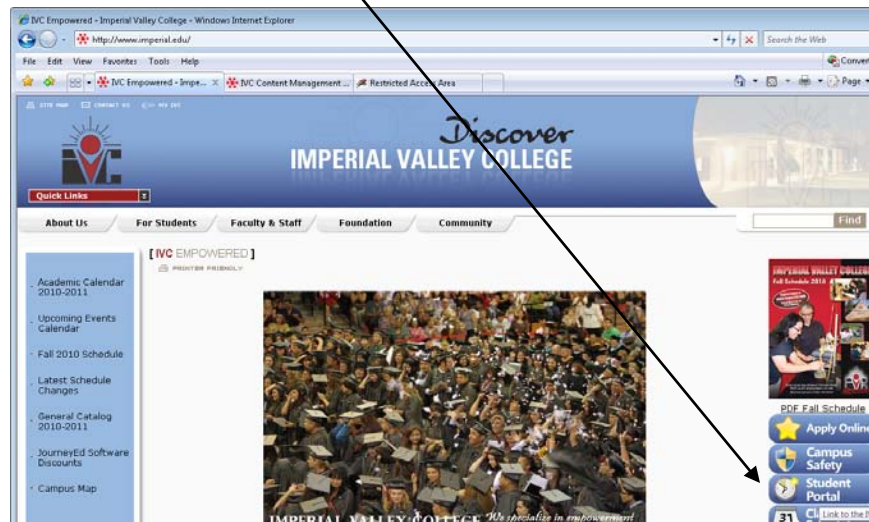 IVC Empowered - Imperial Valley College - Windows Internet Explorer
http://www.imperial.edu/
Search the Web
File Edit View Favorites Tools Help
Conver
IVC Empowered - Impe... IVC Content Management ... Restricted Access Area
Page
SITE MAP CONTACT US MY IVC
Discover
IMPERIAL VALLEY COLLEGE
IVC
Quick Links
About Us For Students Faculty & Staff Foundation Community
Find
[ IVC EMPOWERED ]
PRINTER FRIENDLY
Academic Calendar
2010-2011
Upcoming Events
Calendar
Fall 2010 Schedule
Latest Schedule
Changes
General Catalog
2010-2011
JourneyEd Software
Discounts
Campus Map
IMPERIAL VALLEY COLLEGE "We specialize in empowerment
IMPERIAL VALLEY COLLEGE
Fall Schedule 2010
PDF Fall Schedule
Apply Online
Campus
Safety
Student
Portal
31
Link to the